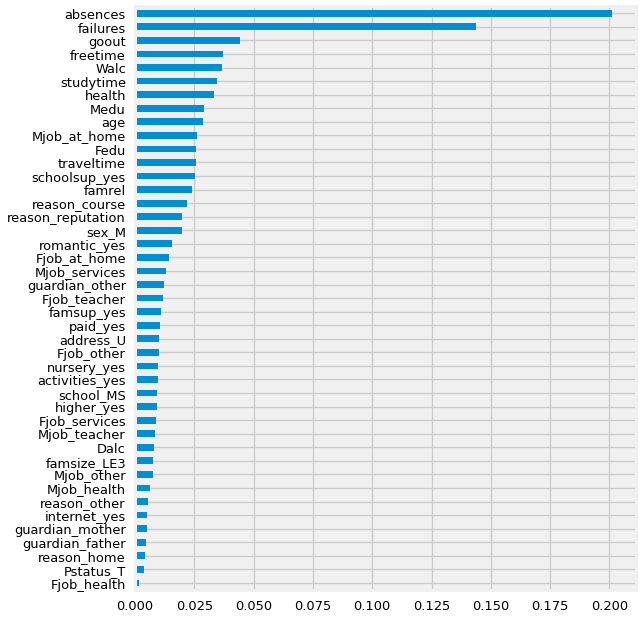 absences
failures
goout
freetime
Walc
studytime
health
Medu
age
Mjob_at_home
Fedu
traveltime
schoolsup_yes
famrel
reason_course
reason_reputation
sex_M
romantic_yes
Fjob_at_home
Mjob_services
guardian_other
Fjob_teacher
famsup_yes
paid_yes
address_U
Fjob_other
nursery_yes
activities_yes
school_MS
higher_yes
Fjob_services
Mjob_teacher
Dalc
famsize_LE3
Mjob_other
Mjob_health
reason_other
internet_yes
guardian_mother
guardian_father
reason_home
Pstatus_T
Fjob_health
0.000 0.025 0.050 0.075 0.100 0.125 0.150 0.175 0.200